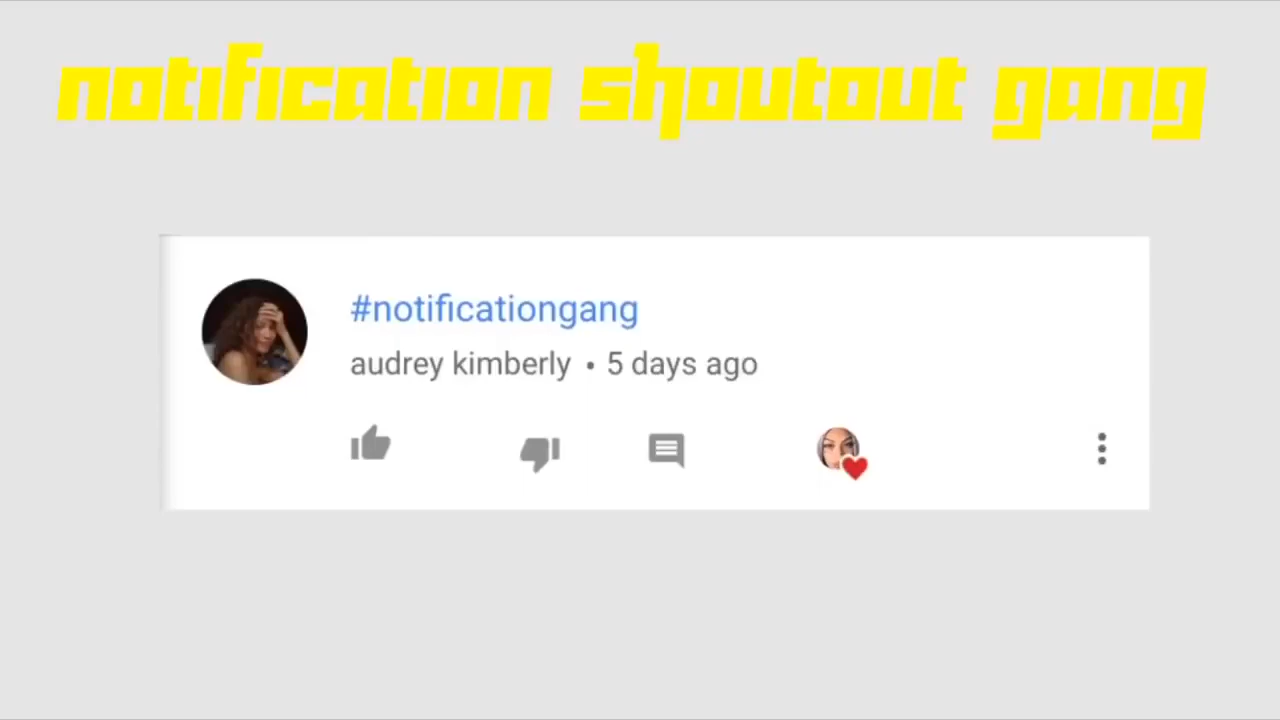 notification shoutout gang
#notificationgang
audrey kimberly • 5 days ago